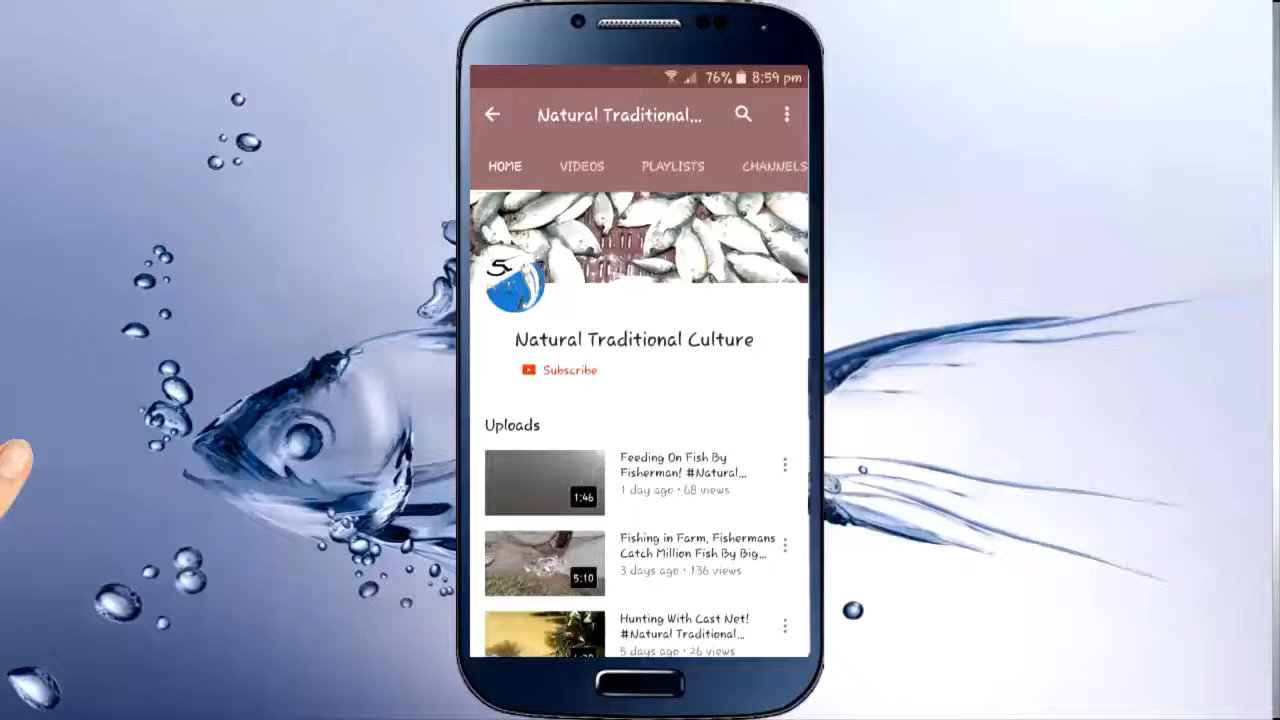 76% 8:59 pm
Natural Traditional...
HOME VIDEOS PLAYLISTS CHANNELS
Natural Traditional Culture
Subscribe
Uploads
Feeding On Fish By
Fisherman! #Natural...
1 day ago • 68 views
1:46
Fishing in Farm, Fishermans
Catch Million Fish By Big...
3 days ago • 136 views
5:10
Hunting With Cast Net!
#Natural Traditional...
5 days ago • 26 views